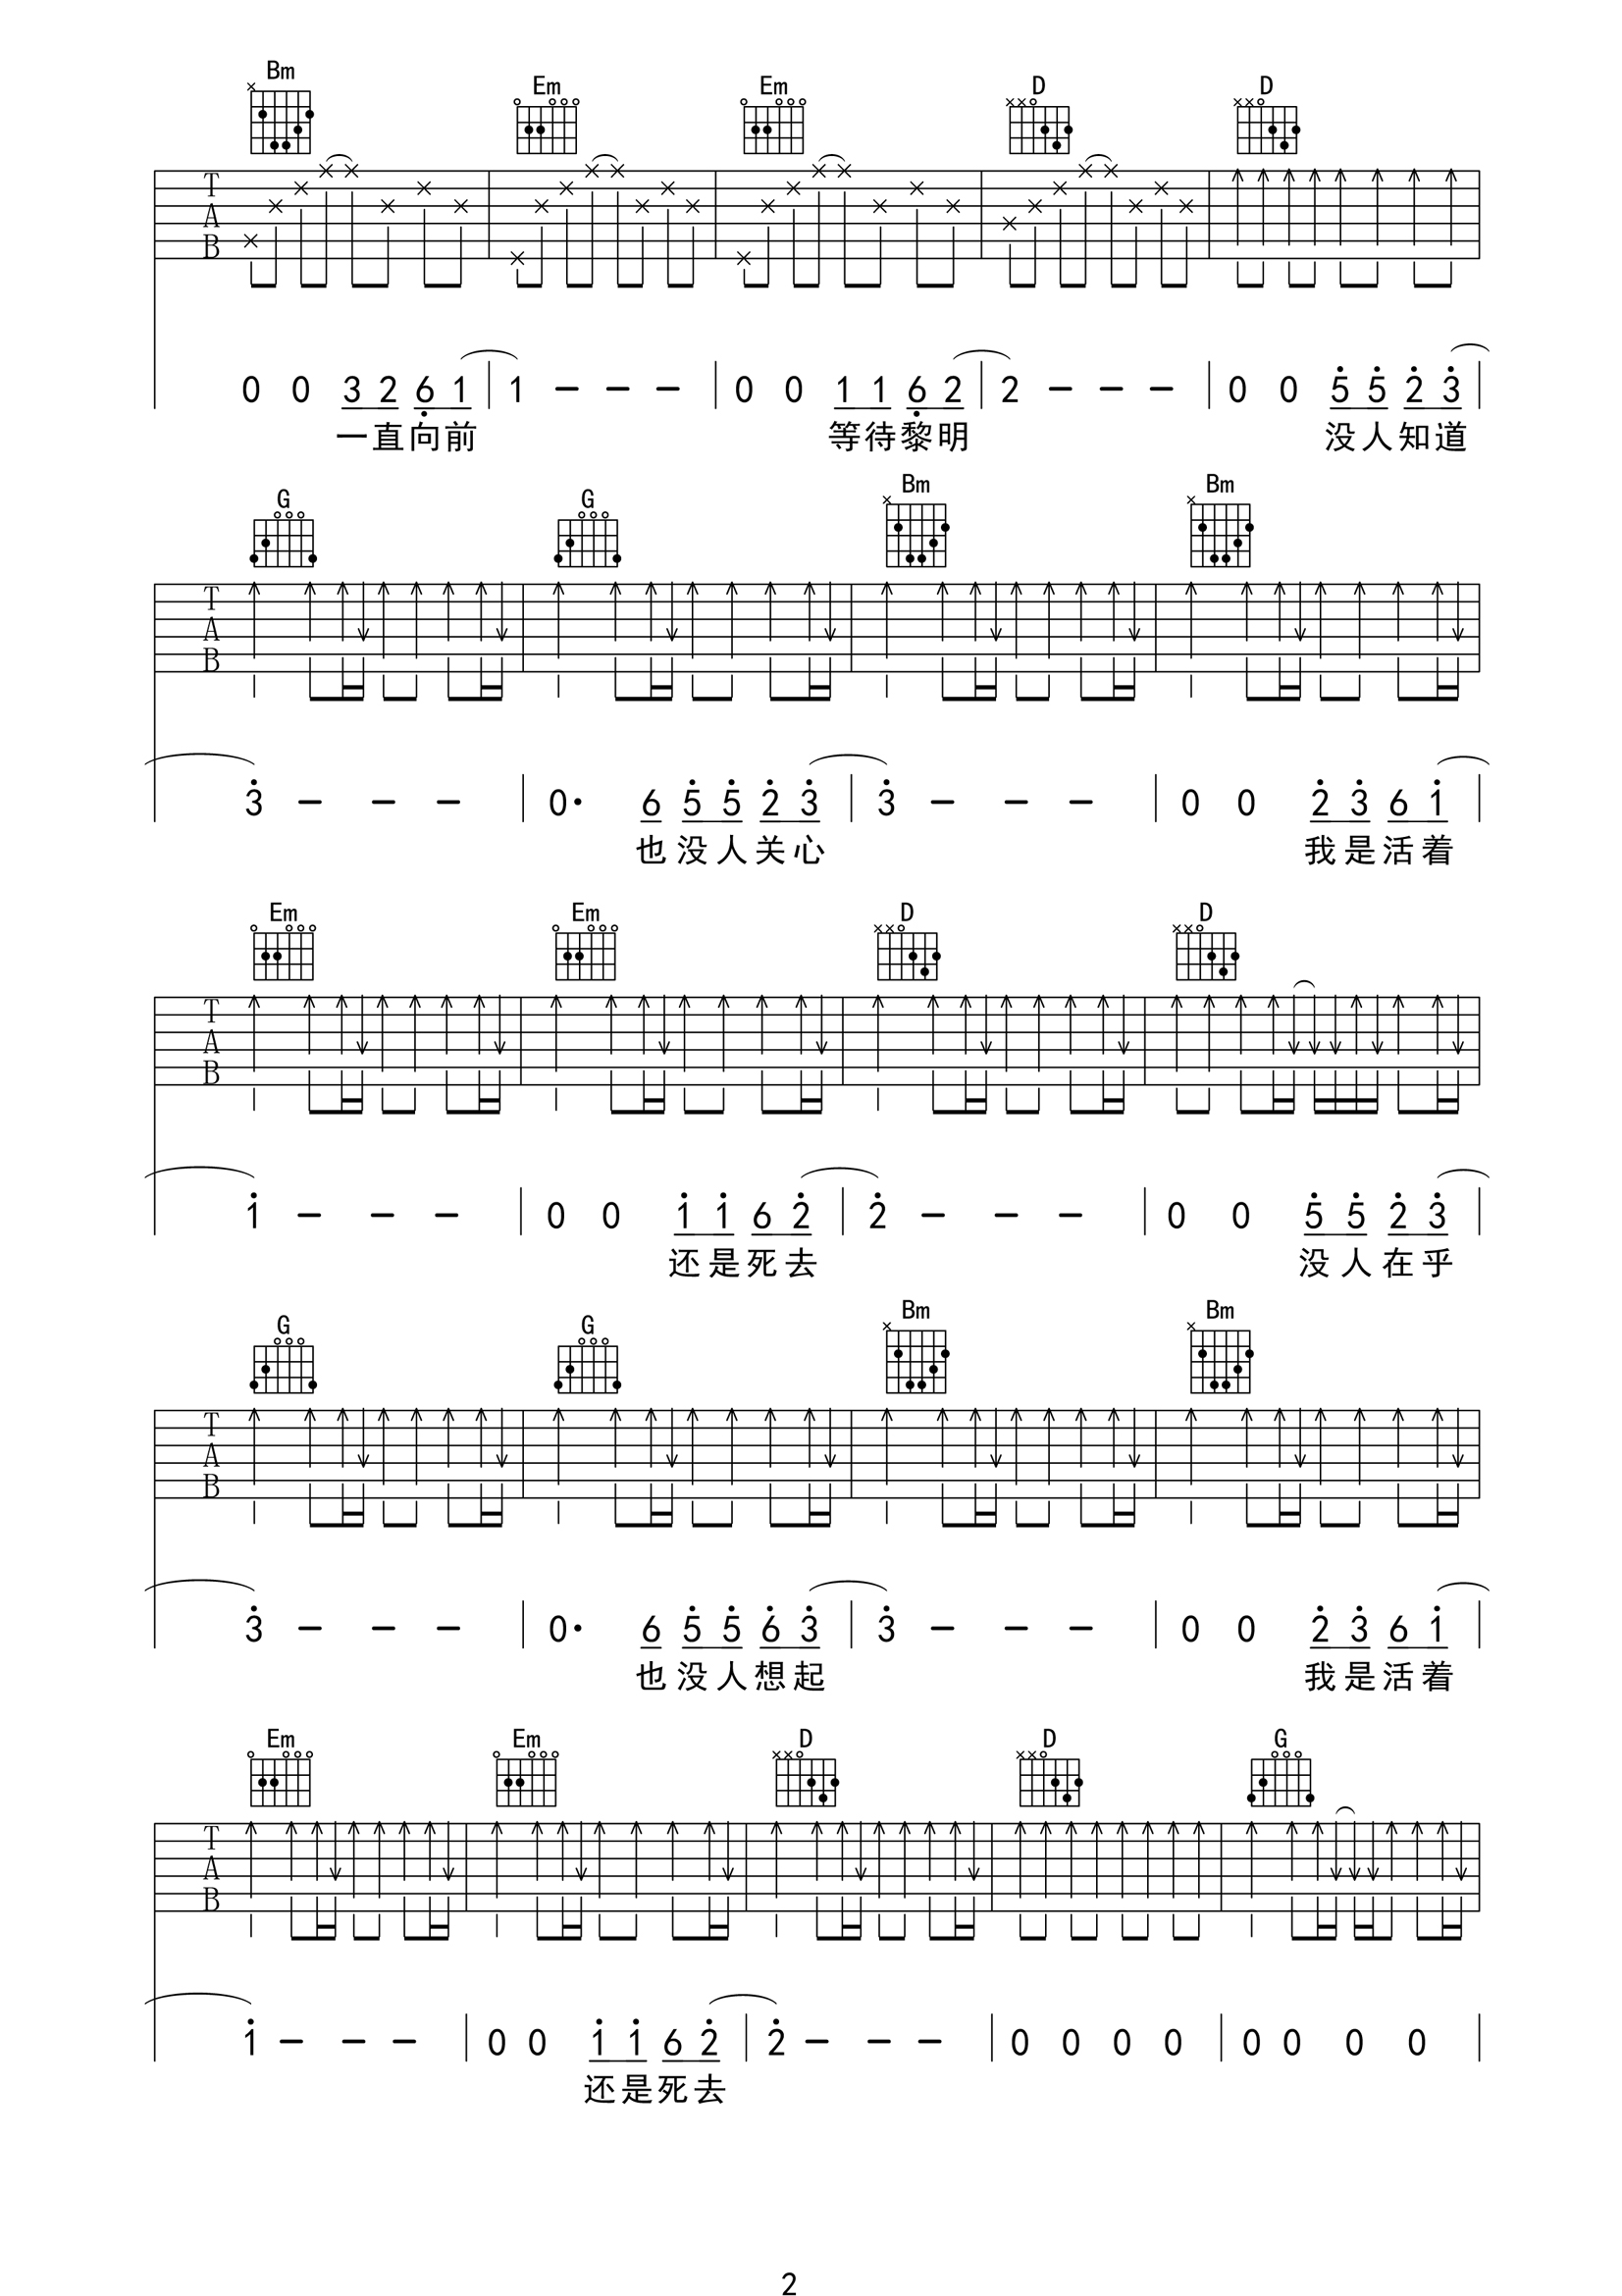 Bm Em Em D D
T
A
B
0 0 3 2 6 1 | 1 - - - | 0 0 1 1 6 2 | 2 - - - | 0 0 5 5 2 3 |
一直向前 等待黎明 没人知道
G G Bm Bm
T
A
B
3 - - - | 0· 6 5 5 2 3 | 3 - - - | 0 0 2 3 6 1 |
也没人关心 我是活着
Em Em D D
T
A
B
1 - - - | 0 0 1 1 6 2 | 2 - - - | 0 0 5 5 2 3 |
还是死去 没人在乎
G G Bm Bm
T
A
B
3 - - - | 0· 6 5 5 6 3 | 3 - - - | 0 0 2 3 6 1 |
也没人想起 我是活着
Em Em D D G
T
A
B
1 - - - | 0 0 1 1 6 2 | 2 - - - | 0 0 0 0 | 0 0 0 0 |
还是死去
2